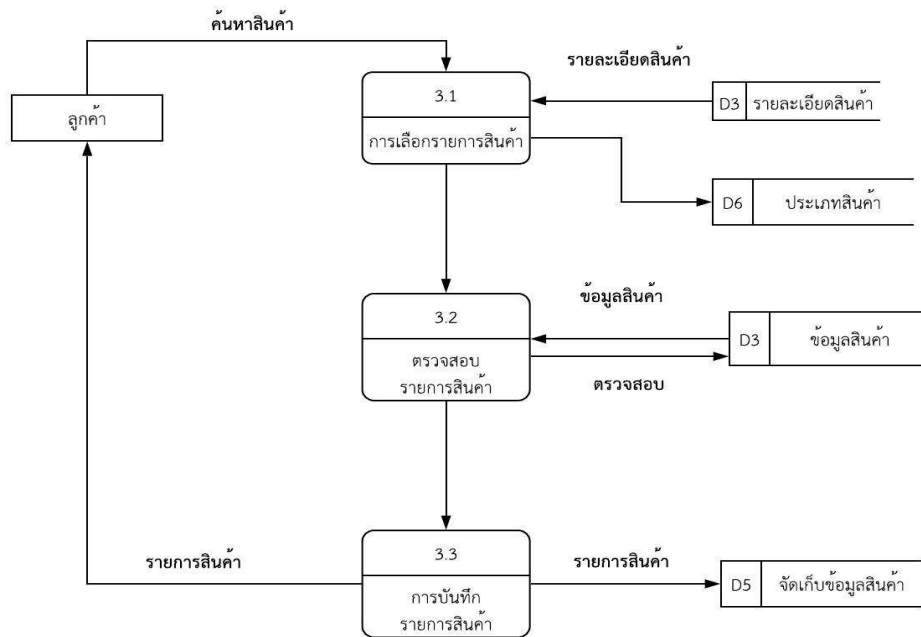 ค้นหาสินค้า
รายละเอียดสินค้า
ลูกค้า
3.1
การเลือกรายการสินค้า
D3 รายละเอียดสินค้า
D6 ประเภทสินค้า
ข้อมูลสินค้า
3.2
ตรวจสอบ
รายการสินค้า
D3 ข้อมูลสินค้า
ตรวจสอบ
รายการสินค้า
3.3
การบันทึก
รายการสินค้า
รายการสินค้า
D5 จัดเก็บข้อมูลสินค้า